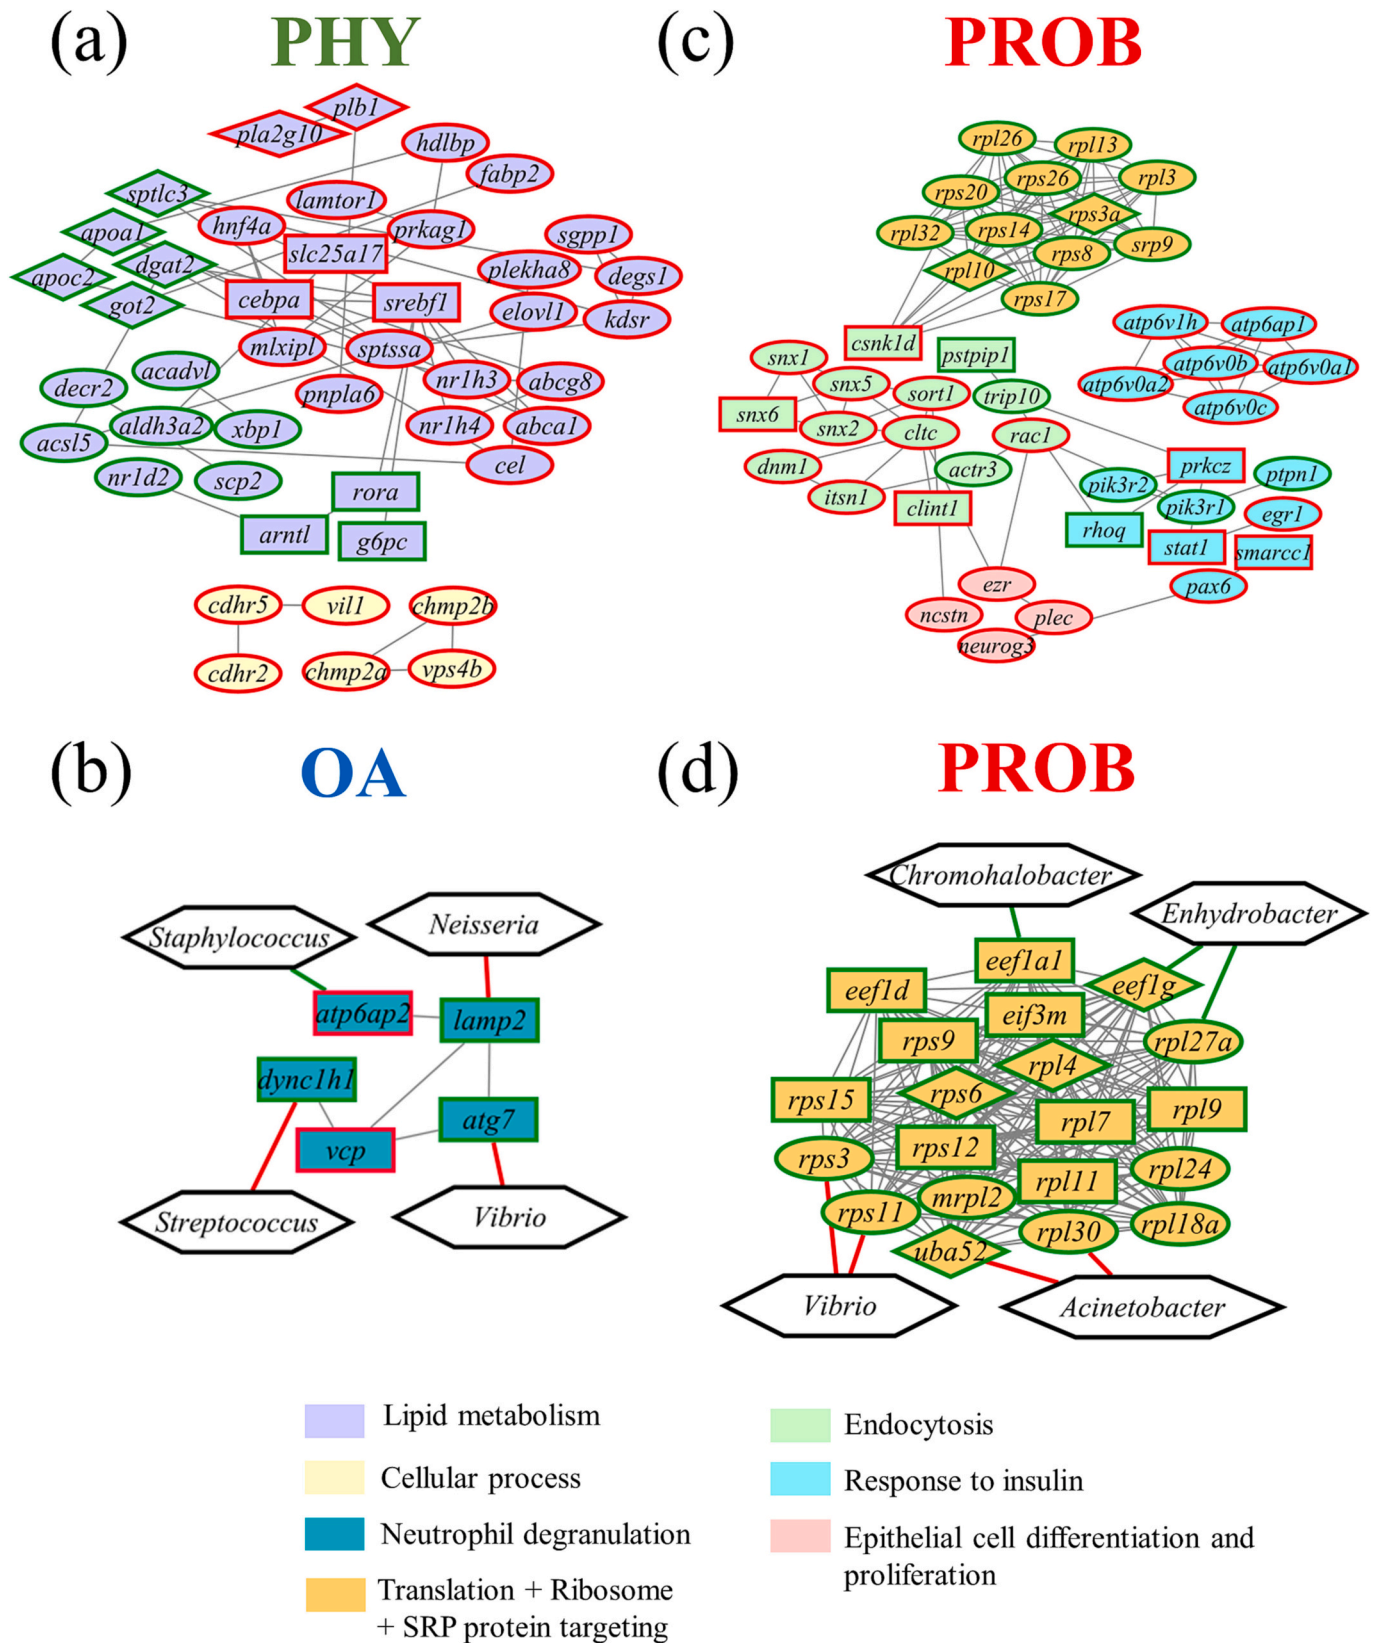 (a) PHY
plb1
pla2g10
hdlbp
fabp2
sptlc3
lamtor1
hnf4a
prkag1
apoa1
sgpp1
slc25a17
dgat2
plekha8
degs1
apoc2
cebpa
srebf1
got2
elovl1
kdsr
mlxipl
sptssa
acadvl
decr2
nr1h3
abcg8
pnpla6
aldh3a2
xbp1
nr1h4
abca1
acsl5
cel
nr1d2
scp2
rora
arntl
g6pc
cdhr5
vil1
chmp2b
cdhr2
chmp2a
vps4b
(c) PROB
rpl26
rpl13
rps20
rps26
rpl3
rps3a
rpl32
rps14
srp9
rps8
rpl10
rps17
atp6v1h
atp6ap1
csnk1d
pstpip1
snx1
atp6v0b
atp6v0a1
snx5
atp6v0a2
sort1
trip10
atp6v0c
snx6
snx2
cltc
rac1
dnm1
actr3
prkcz
ptpn1
pik3r2
itsn1
clint1
pik3r1
egr1
rhoq
stat1
smarcc1
ezr
pax6
ncstn
plec
neurog3
(b) OA
Neisseria
Staphylococcus
atp6ap2
lamp2
dync1h1
atg7
vcp
Streptococcus
Vibrio
(d) PROB
Chromohalobacter
Enhydrobacter
eef1a1
eef1g
eef1d
eif3m
rps9
rpl27a
rpl4
rps6
rps15
rpl9
rpl7
rps12
rps3
rpl24
rpl11
mrpl2
rps11
rpl18a
rpl30
uba52
Vibrio
Acinetobacter
Lipid metabolism
Cellular process
Neutrophil degranulation
Translation + Ribosome
+ SRP protein targeting
Endocytosis
Response to insulin
Epithelial cell differentiation and
proliferation